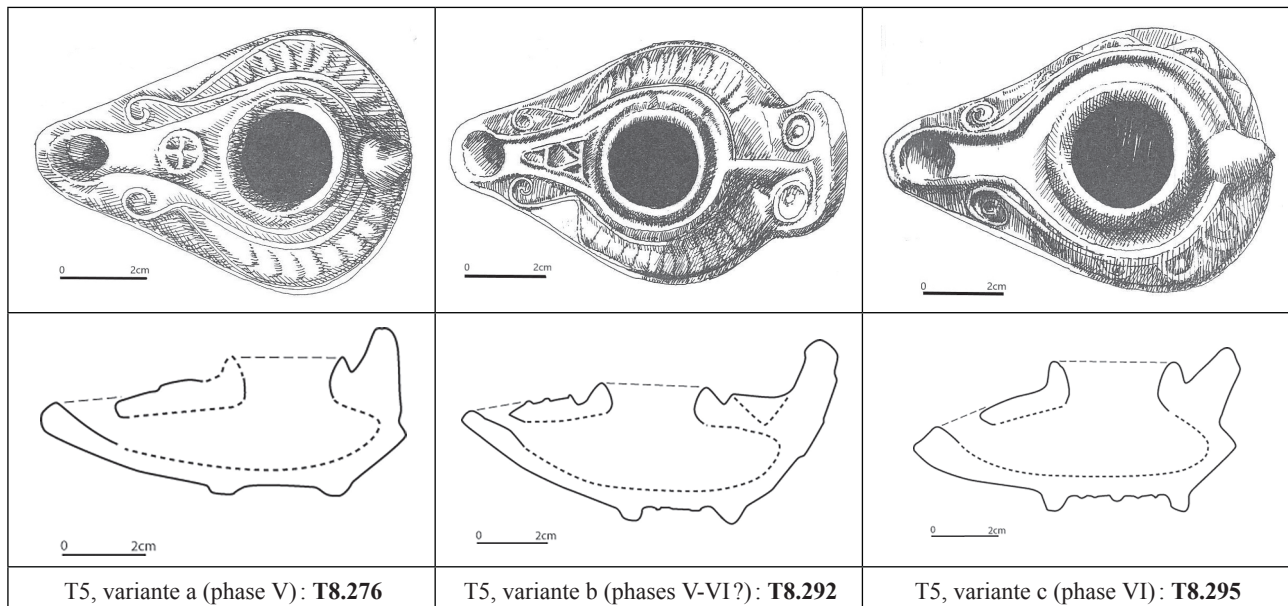 0 2cm
0 2cm
0 2cm
0 2cm
0 2cm
0 2cm
T5, variante a (phase V) : T8.276
T5, variante b (phases V-VI ?) : T8.292
T5, variante c (phase VI) : T8.295